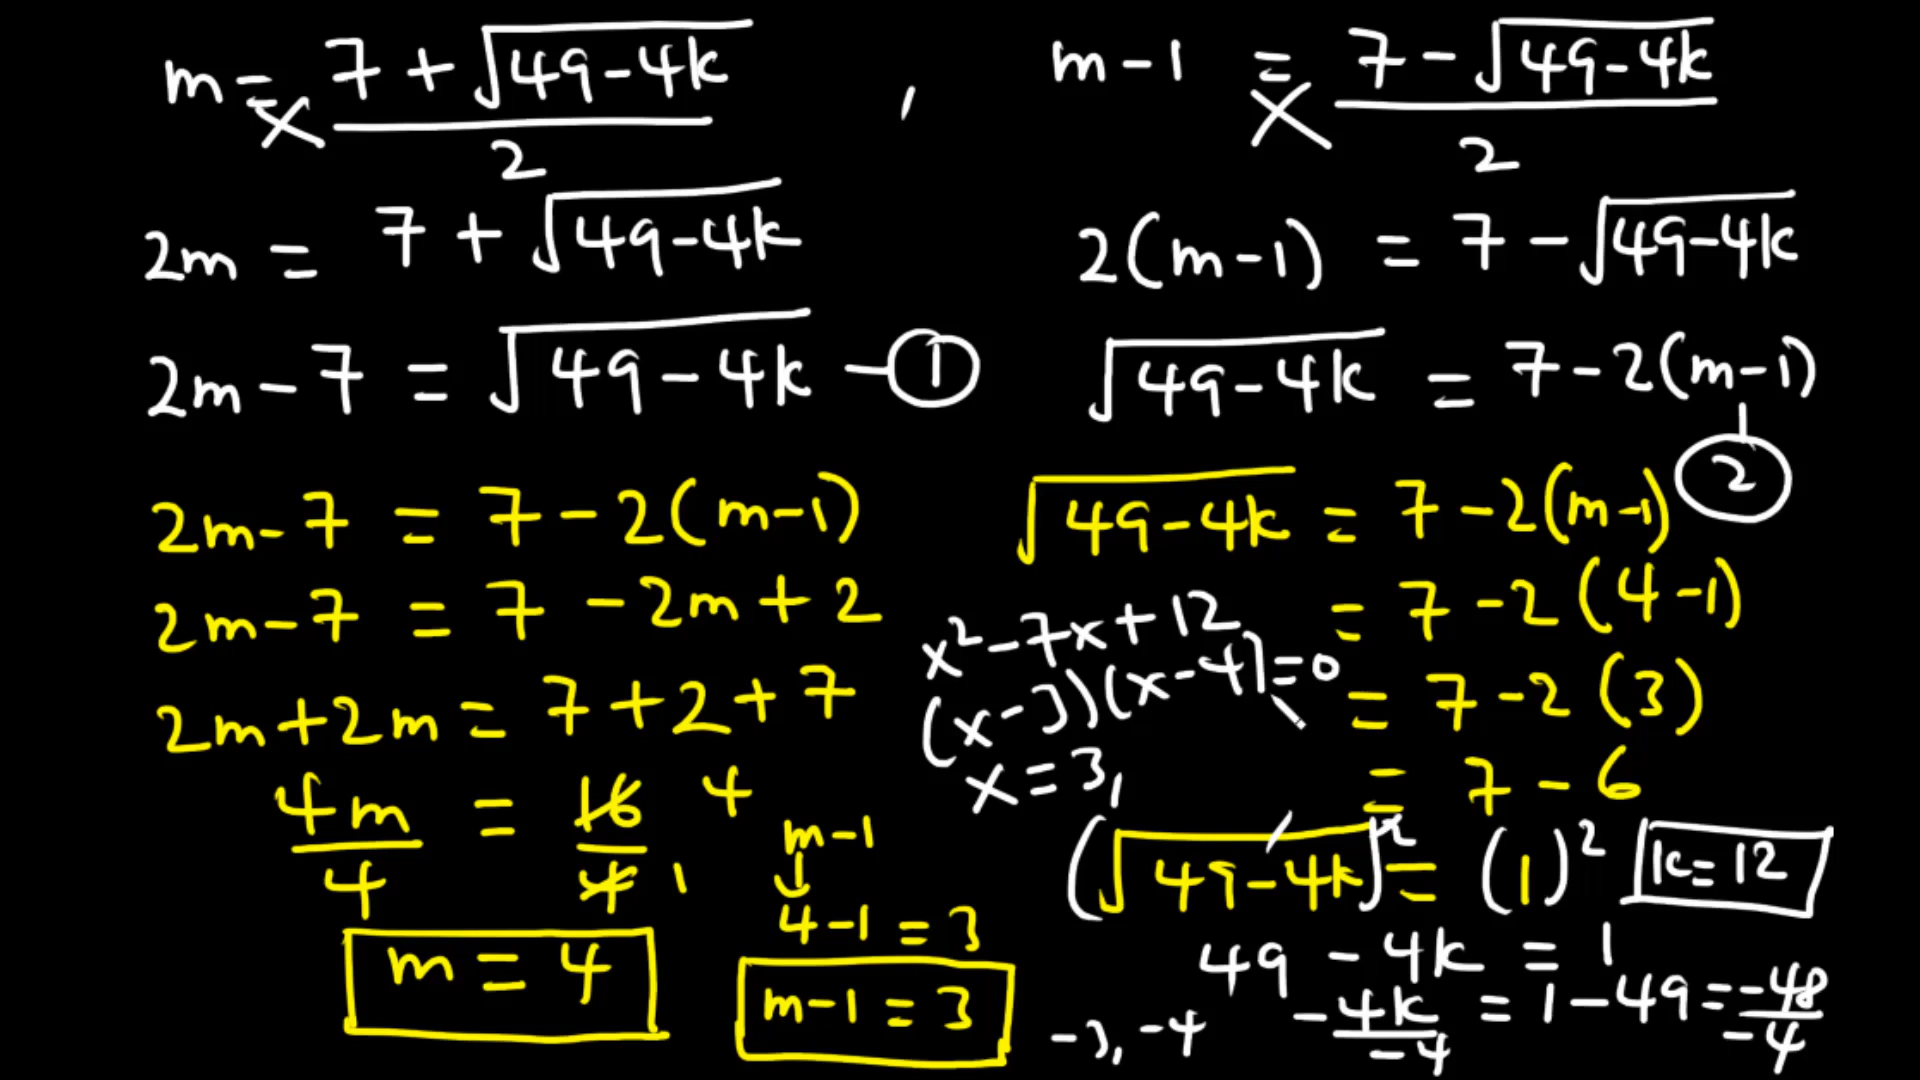 m = (7 + √(49-4k))/2 , m-1 = (7 - √(49-4k))/2
2m = 7 + √(49-4k)
2m - 7 = √(49-4k) — ①
2(m-1) = 7 - √(49-4k)
√(49-4k) = 7-2(m-1)
②
2m-7 = 7-2(m-1)
2m-7 = 7 - 2m + 2
2m+2m = 7+2+7
4m/4 = 16/4 4 1
m = 4
m-1
↓
4-1 = 3
m-1 = 3
√(49-4k) = 7-2(m-1)
= 7-2(4-1)
= 7-2(3)
= 7-6
(√(49-4k))² = (1)²
k=12
49 - 4k = 1
-4k/-4 = 1-49 = -48/-4
x²-7x+12
(x-3)(x-4)=0
x = 3,
-3, -4